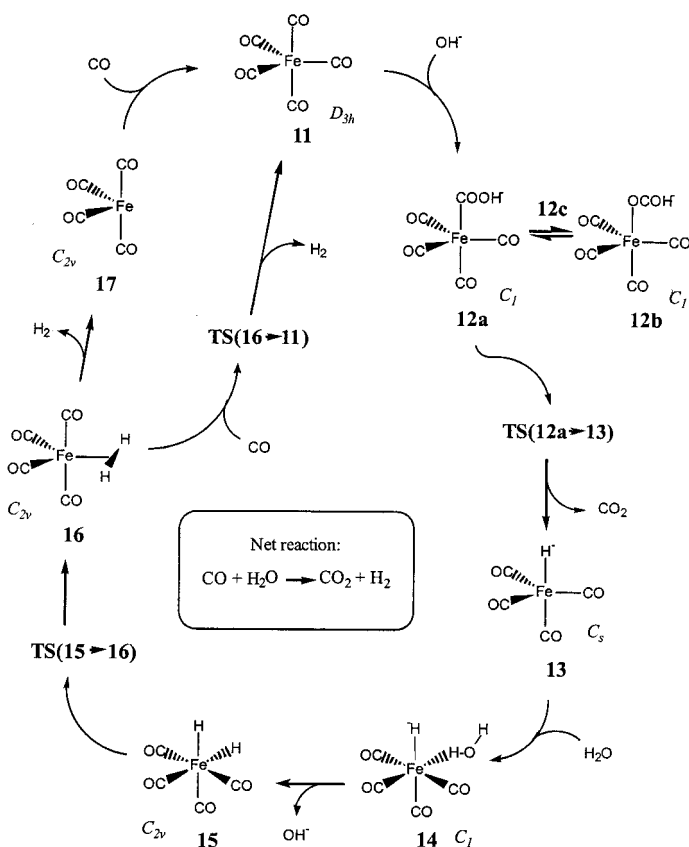 CO
OC
Fe
CO
OC
CO
D3h
11
CO
OH⁻
CO
OC
Fe
OC
CO
C2v
17
COOH⁻
OC
Fe
CO
OC
CO
C1
12a
12c
OCOH⁻
OC
Fe
CO
OC
CO
C1
12b
H2
TS(16→11)
H2
CO
TS(12a→13)
CO2
CO
OC
H
Fe
OC
H
CO
C2v
16
Net reaction:
CO + H2O → CO2 + H2
H⁻
OC
Fe
CO
OC
CO
Cs
13
TS(15→16)
H
H
OC
Fe
OC
CO
CO
C2v
15
OH⁻
⁻H
H
H-O
OC
Fe
OC
CO
CO
14
C1
H2O